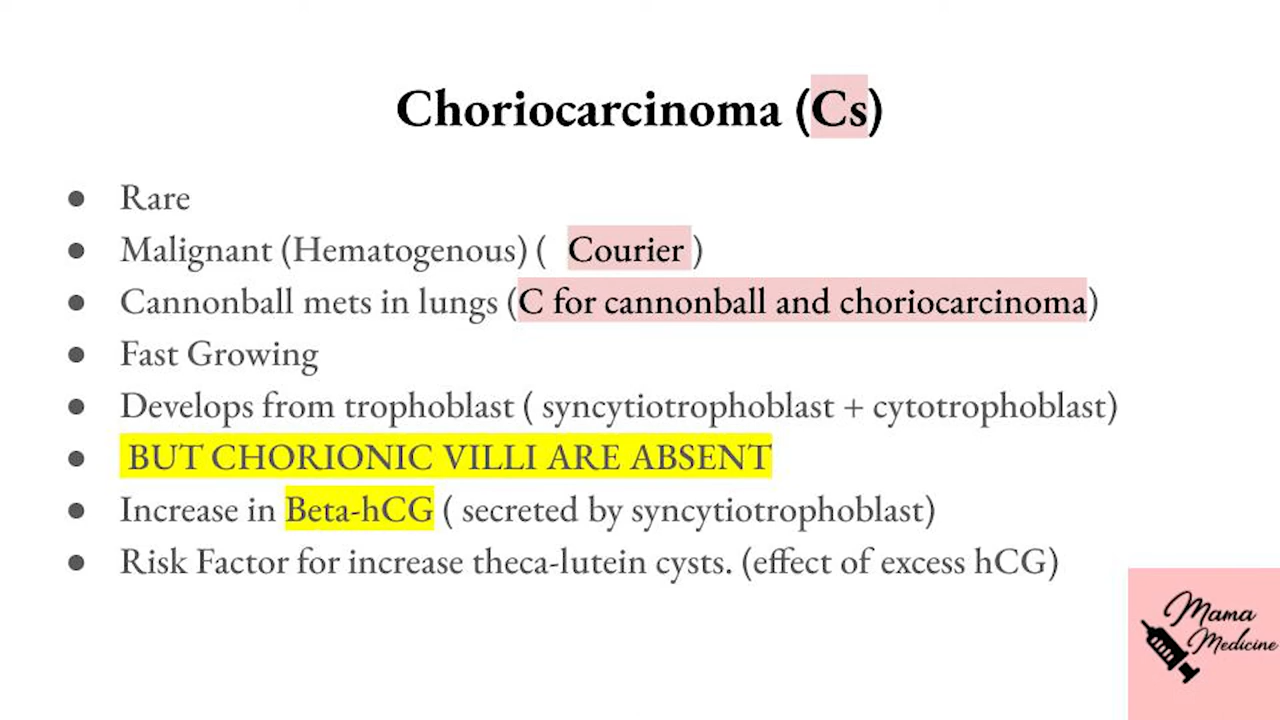 Choriocarcinoma (Cs)
● Rare
● Malignant (Hematogenous) ( Courier )
● Cannonball mets in lungs (C for cannonball and choriocarcinoma)
● Fast Growing
● Develops from trophoblast ( syncytiotrophoblast + cytotrophoblast)
● BUT CHORIONIC VILLI ARE ABSENT
● Increase in Beta-hCG ( secreted by syncytiotrophoblast)
● Risk Factor for increase theca-lutein cysts. (effect of excess hCG)
Mama
Medicine